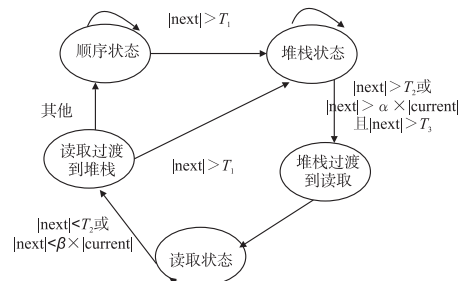 |next|>T₁
顺序状态
堆栈状态
|next|>T₂或
|next|> α ×|current|
且|next|>T₃
其他
读取过渡
到堆栈
|next|>T₁
堆栈过渡
到读取
|next|<T₂或
|next|<β×|current|
读取状态